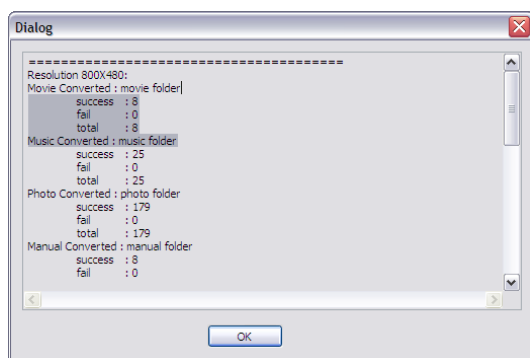 Dialog
=======================================
Resolution 800X480:
Movie Converted : movie folder
success : 8
fail : 0
total : 8
Music Converted : music folder
success : 25
fail : 0
total : 25
Photo Converted : photo folder
success : 179
fail : 0
total : 179
Manual Converted : manual folder
success : 8
fail : 0
OK